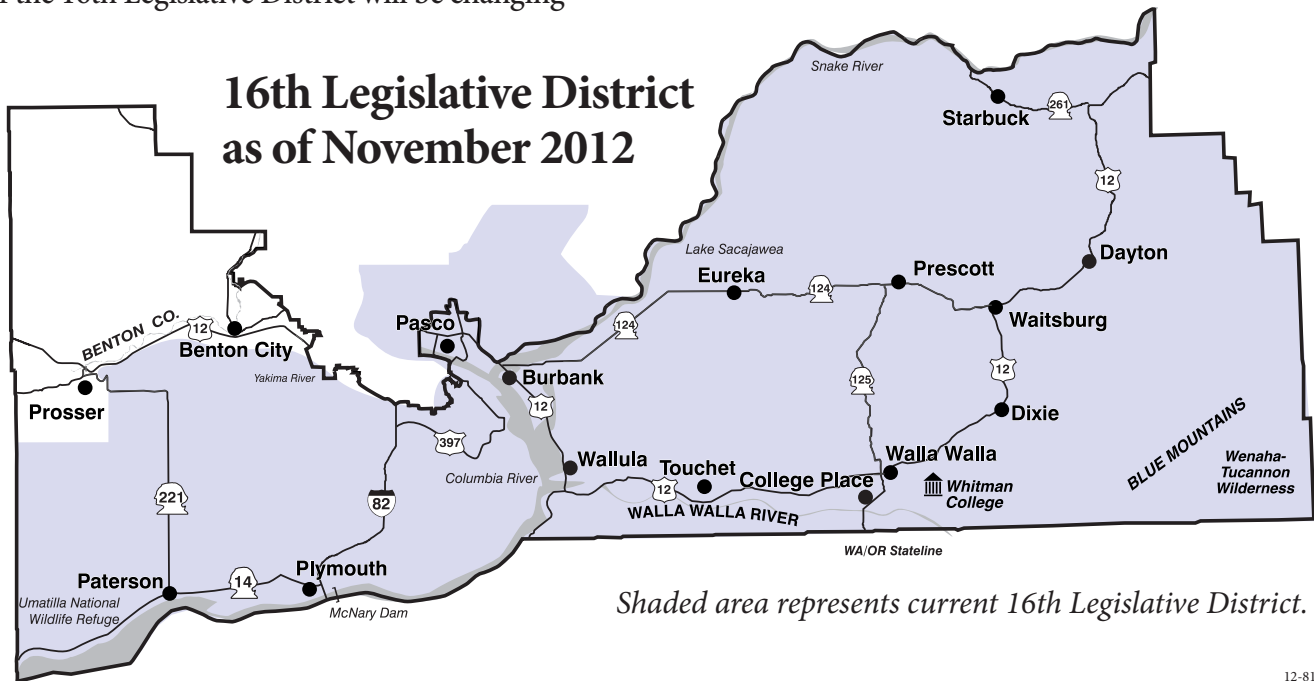 the 16th Legislative District will be changing
16th Legislative District
as of November 2012
Snake River
Starbuck
261
12
Lake Sacajawea
Eureka
124
Prescott
Dayton
124
Waitsburg
BENTON CO.
12
Benton City
Pasco
Yakima River
Burbank
12
125
12
Prosser
Dixie
397
BLUE MOUNTAINS
Columbia River
Wallula
Touchet
12
College Place
Walla Walla
Whitman
College
Wenaha-
Tucannon
Wilderness
WALLA WALLA RIVER
221
82
WA/OR Stateline
Paterson
14
Plymouth
Umatilla National
Wildlife Refuge
McNary Dam
Shaded area represents current 16th Legislative District.